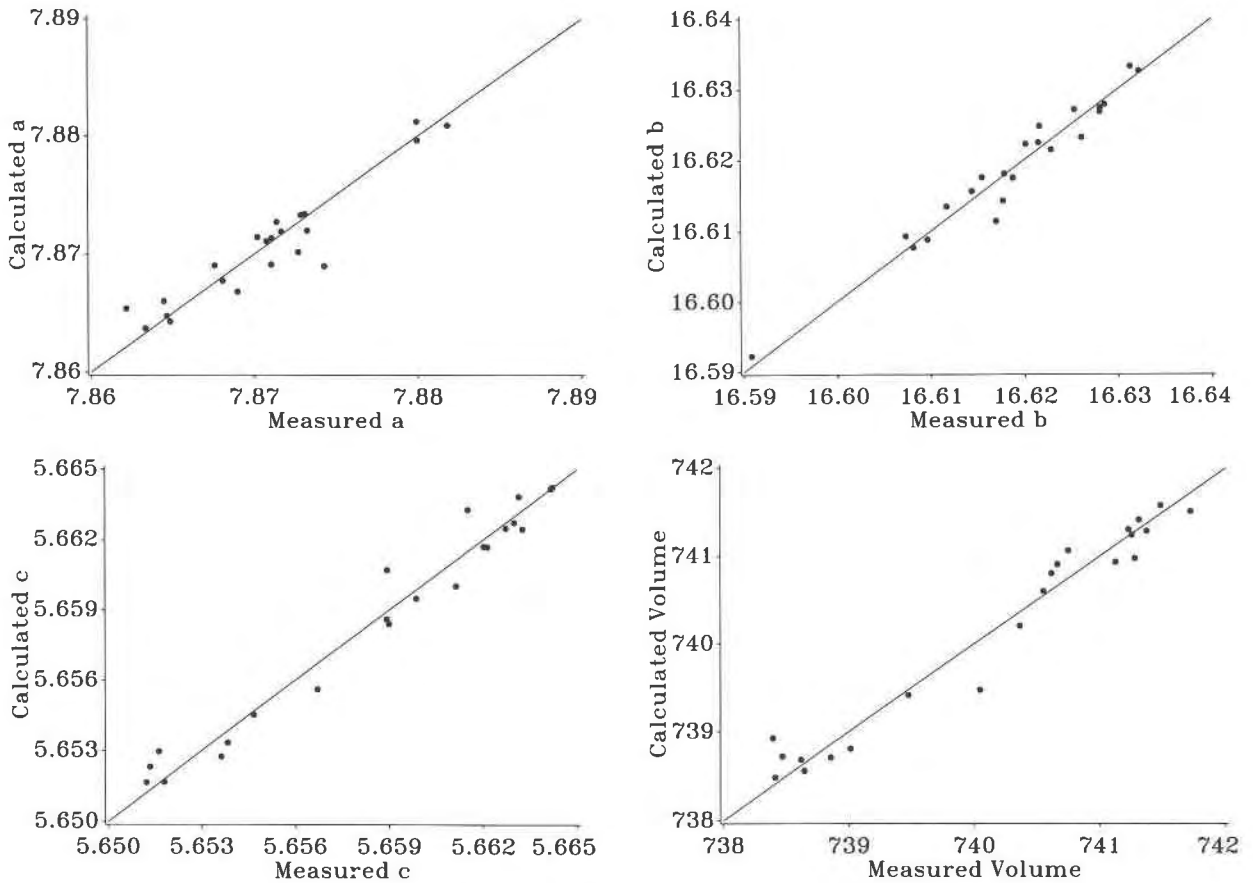 7.89
7.88
7.87
7.86
Calculated a
7.86 7.87 7.88 7.89
Measured a
16.64
16.63
16.62
16.61
16.60
16.59
Calculated b
16.59 16.60 16.61 16.62 16.63 16.64
Measured b
5.665
5.662
5.659
5.656
5.653
5.650
Calculated c
5.650 5.653 5.656 5.659 5.662 5.665
Measured c
742
741
740
739
738
Calculated Volume
738 739 740 741 742
Measured Volume